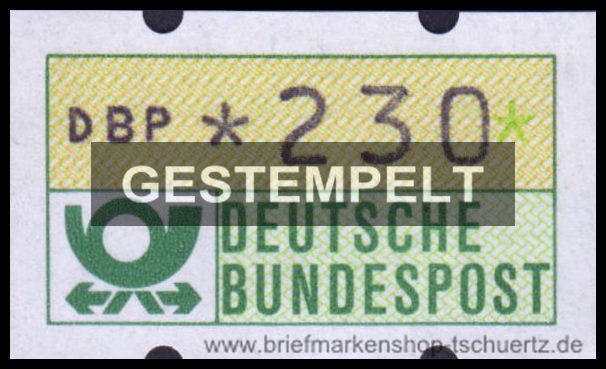 DBP *230*
GESTEMPELT
DEUTSCHE
BUNDESPOST
www.briefmarkenshop-tschuertz.de